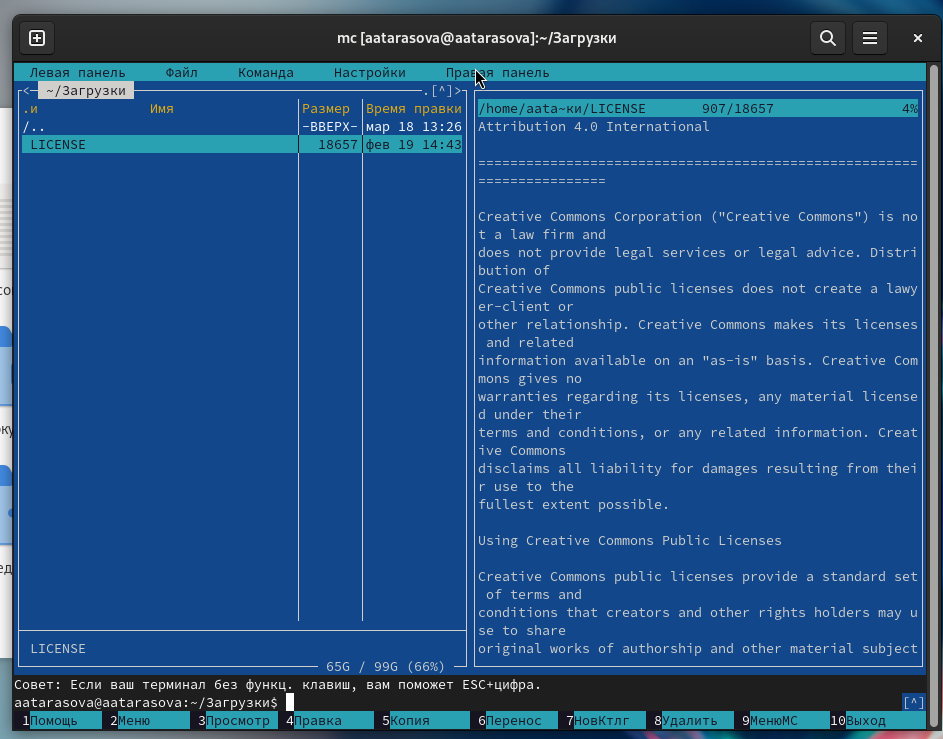 mc [aatarasova@aatarasova]:~/Загрузки
Левая панель Файл Команда Настройки Правая панель
<─ ~/Загрузки .[^]>
.и Имя Размер Время правки
/.. -ВВЕРХ- мар 18 13:26
LICENSE 18657 фев 19 14:43
LICENSE
65G / 99G (66%)
/home/aata~ки/LICENSE 907/18657 4%
Attribution 4.0 International
=======================================================
================
Creative Commons Corporation ("Creative Commons") is no
t a law firm and
does not provide legal services or legal advice. Distri
bution of
Creative Commons public licenses does not create a lawy
er-client or
other relationship. Creative Commons makes its licenses
and related
information available on an "as-is" basis. Creative Com
mons gives no
warranties regarding its licenses, any material license
d under their
terms and conditions, or any related information. Creat
ive Commons
disclaims all liability for damages resulting from thei
r use to the
fullest extent possible.
Using Creative Commons Public Licenses
Creative Commons public licenses provide a standard set
of terms and
conditions that creators and other rights holders may u
se to share
original works of authorship and other material subject
Совет: Если ваш терминал без функц. клавиш, вам поможет ESC+цифра.
aatarasova@aatarasova:~/Загрузки$ [^]
1Помощь 2Меню 3Просмотр 4Правка 5Копия 6Перенос 7НовКтлг 8Удалить 9МенюМС 10Выход